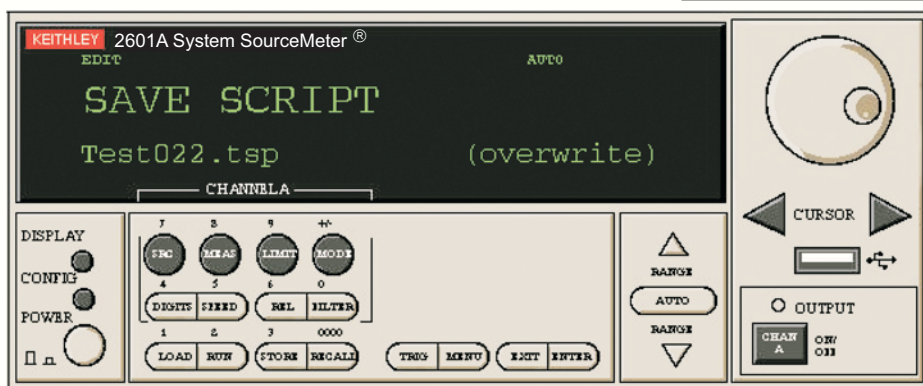 KEITHLEY 2601A System SourceMeter ®
EDIT AUTO
SAVE SCRIPT
Test022.tsp (overwrite)
CHANNEL A
DISPLAY
CONFIG
POWER
7 8 9 +/-
SRC MEAS LIMIT MODE
4 5 6 0
DIGITS SPEED REL FILTER
1 2 3 0000
LOAD RUN STORE RECALL
TRIG MENU EXIT ENTER
RANGE
AUTO
RANGE
CURSOR
OUTPUT
CHAN A
ON/
OFF